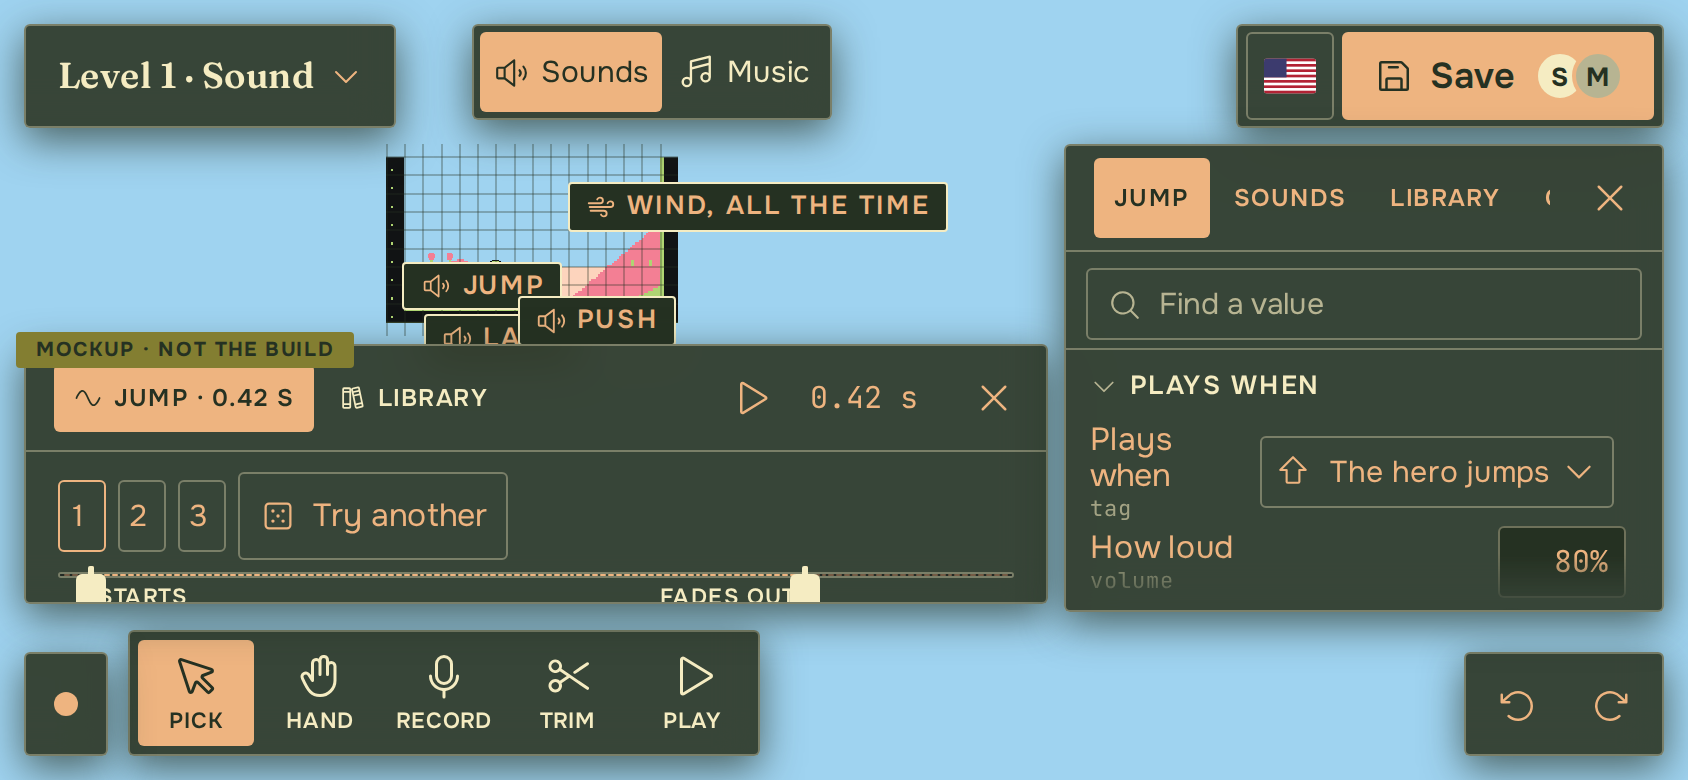 Level 1 · Sound
Sounds
Music
Save
S
M
WIND, ALL THE TIME
JUMP
PUSH
LA
MOCKUP · NOT THE BUILD
JUMP · 0.42 S
LIBRARY
0.42 s
1
2
3
Try another
STARTS
FADES OUT
JUMP
SOUNDS
LIBRARY
Find a value
PLAYS WHEN
Plays when
tag
The hero jumps
How loud
volume
80%
PICK
HAND
RECORD
TRIM
PLAY